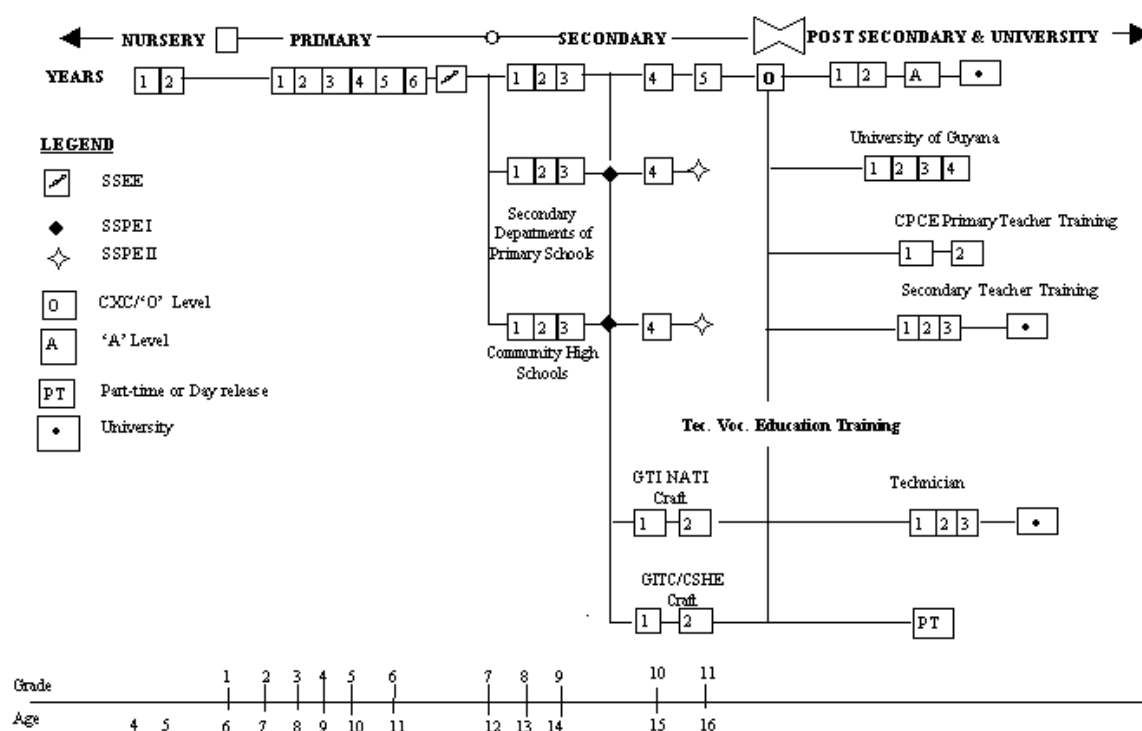 NURSERY PRIMARY SECONDARY POST SECONDARY & UNIVERSITY
YEARS 1 2 1 2 3 4 5 6 1 2 3 4 5 O 1 2 A
LEGEND
SSEE
SSPE I
SSPE II
O CXC/‘O’ Level
A ‘A’ Level
PT Part-time or Day release
University
1 2 3 4
Secondary
Departments of
Primary Schools
1 2 3 4
Community High
Schools
University of Guyana
1 2 3 4
CPCE Primary Teacher Training
1 2
Secondary Teacher Training
1 2 3
Tec. Voc. Education Training
GTI NATI
Craft
1 2
Technician
1 2 3
GITC/CSHE
Craft
1 2
PT
Grade 1 2 3 4 5 6 7 8 9 10 11
Age 4 5 6 7 8 9 10 11 12 13 14 15 16